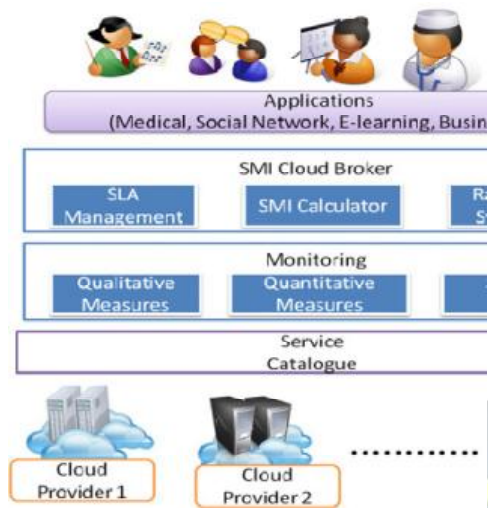 Applications
(Medical, Social Network, E-learning, Busin
SMI Cloud Broker
SLA
Management
SMI Calculator
Ra
Sy
Monitoring
Qualitative
Measures
Quantitative
Measures
Service
Catalogue
Cloud
Provider 1
Cloud
Provider 2